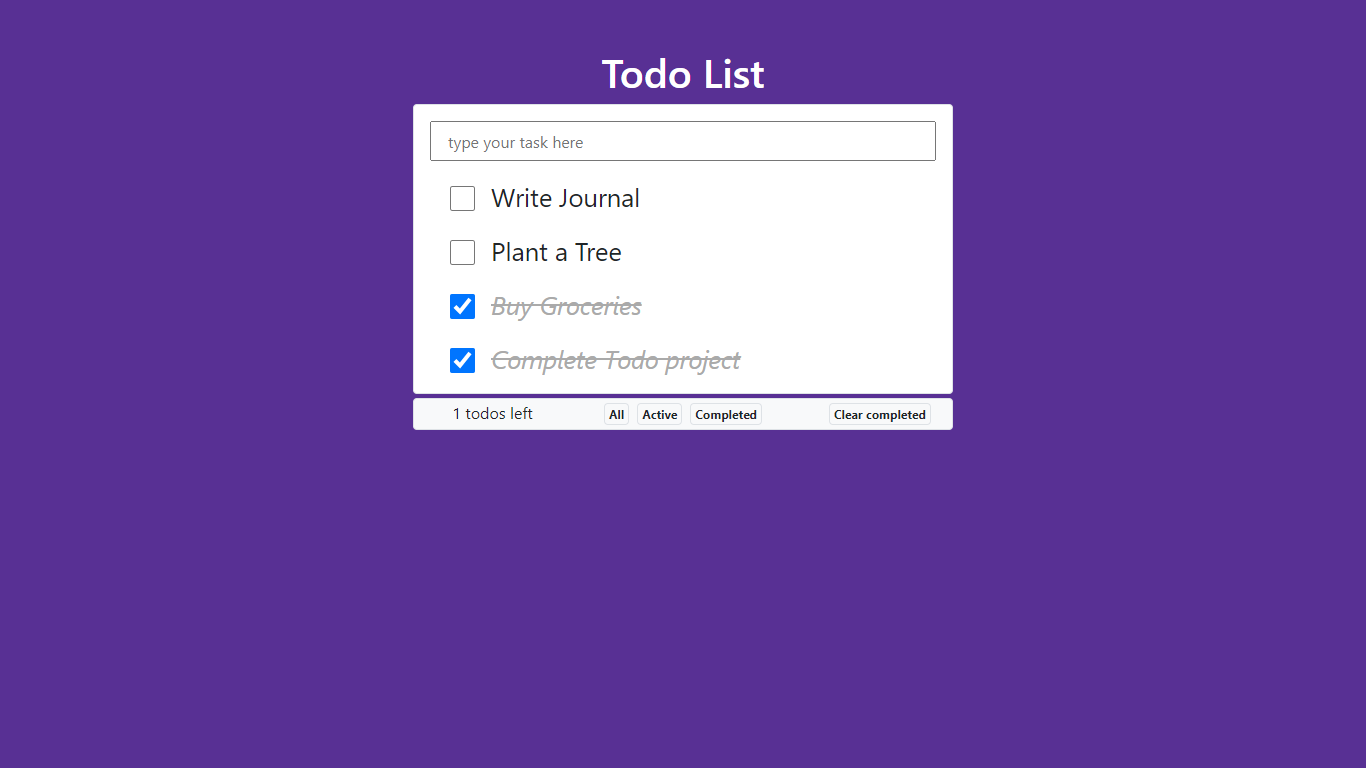 Todo List
type your task here
Write Journal
Plant a Tree
Buy Groceries
Complete Todo project
1 todos left All Active Completed Clear completed